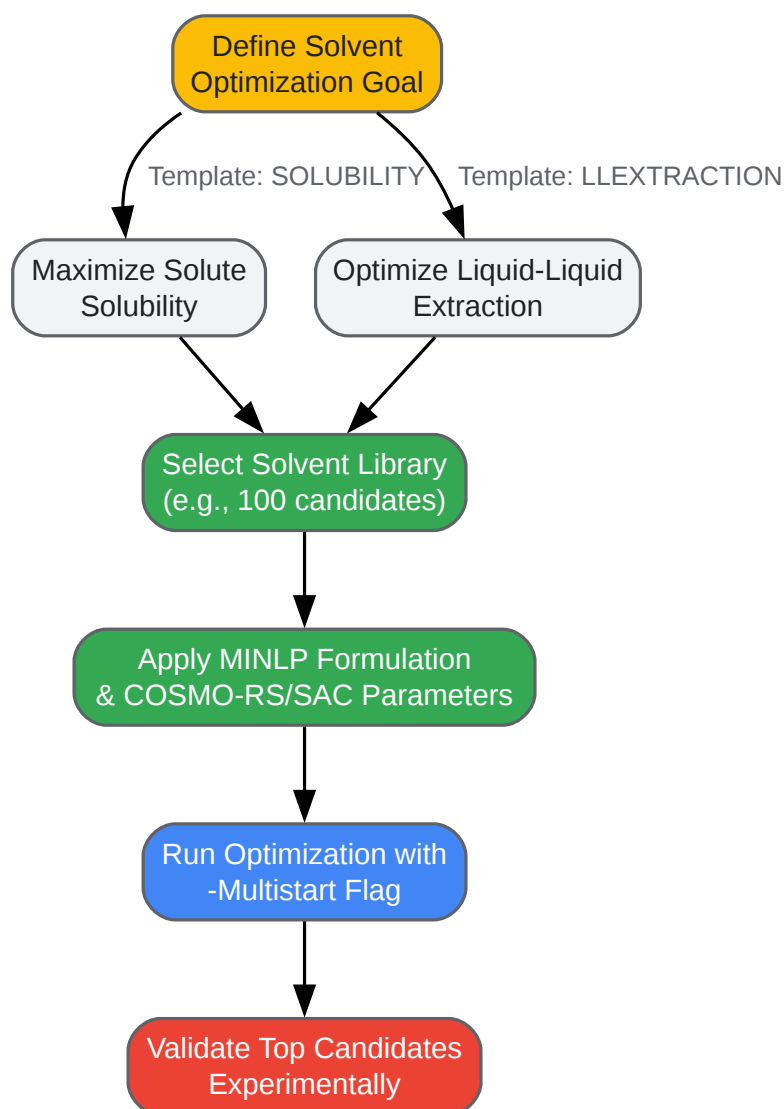 Define Solvent
Optimization Goal
Template: SOLUBILITY
Template: LLEXTRACTION
Maximize Solute
Solubility
Optimize Liquid-Liquid
Extraction
Select Solvent Library
(e.g., 100 candidates)
Apply MINLP Formulation
& COSMO-RS/SAC Parameters
Run Optimization with
-Multistart Flag
Validate Top Candidates
Experimentally